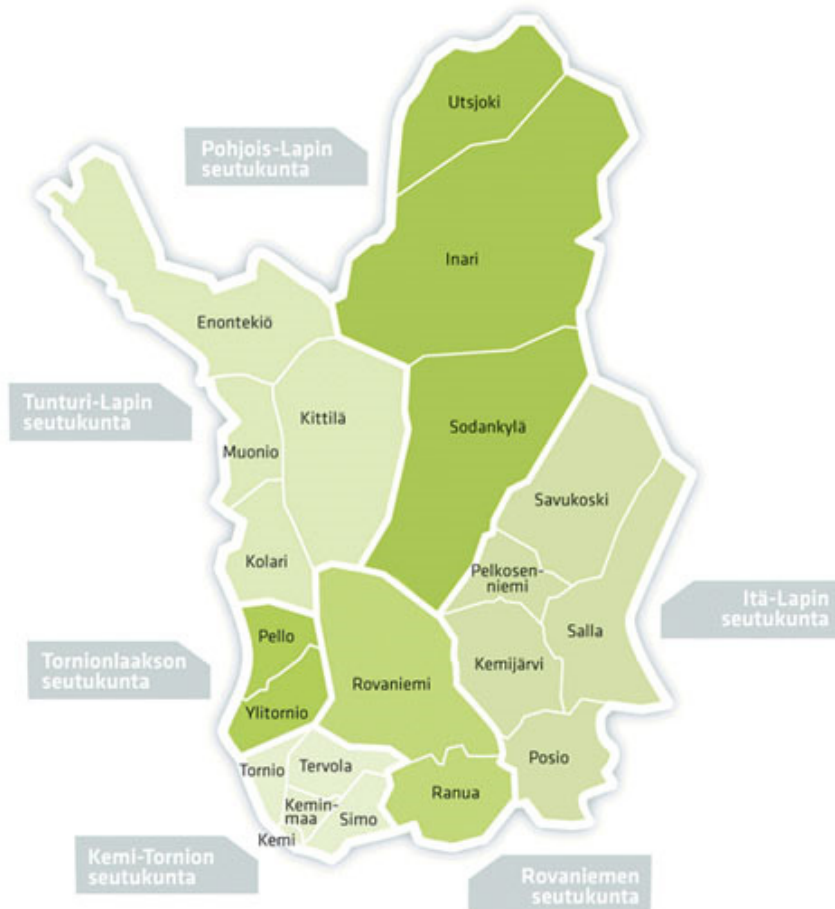 Utsjoki
Pohjois-Lapin
seutukunta
Inari
Enontekiö
Tunturi-Lapin
seutukunta
Kittilä
Sodankylä
Muonio
Savukoski
Kolari
Pelkosen-
niemi
Itä-Lapin
seutukunta
Pello
Salla
Tornionlaakson
seutukunta
Kemijärvi
Rovaniemi
Ylitornio
Posio
Tornio
Tervola
Ranua
Kemin-
maa
Simo
Kemi
Kemi-Tornion
seutukunta
Rovaniemen
seutukunta